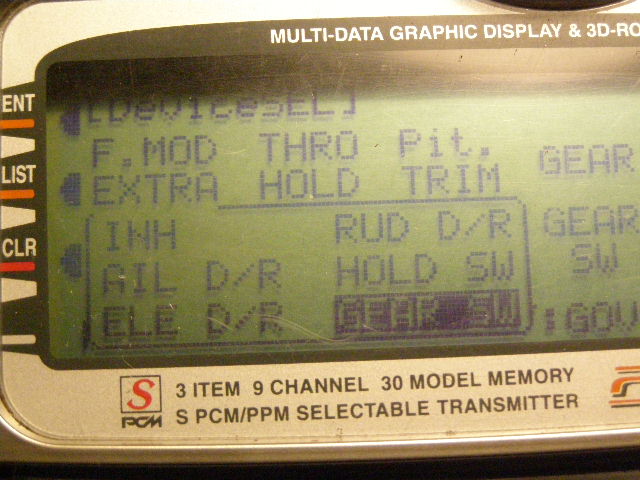 MULTI-DATA GRAPHIC DISPLAY & 3D-RO
ENT
LIST
CLR
[DeviceSEL]
F.MOD THRO Pit. GEAR
EXTRA HOLD TRIM
INH RUD D/R GEAR
AIL D/R HOLD SW SW
ELE D/R GEAR SW :GOV
S PCM
3 ITEM 9 CHANNEL 30 MODEL MEMORY
S PCM/PPM SELECTABLE TRANSMITTER